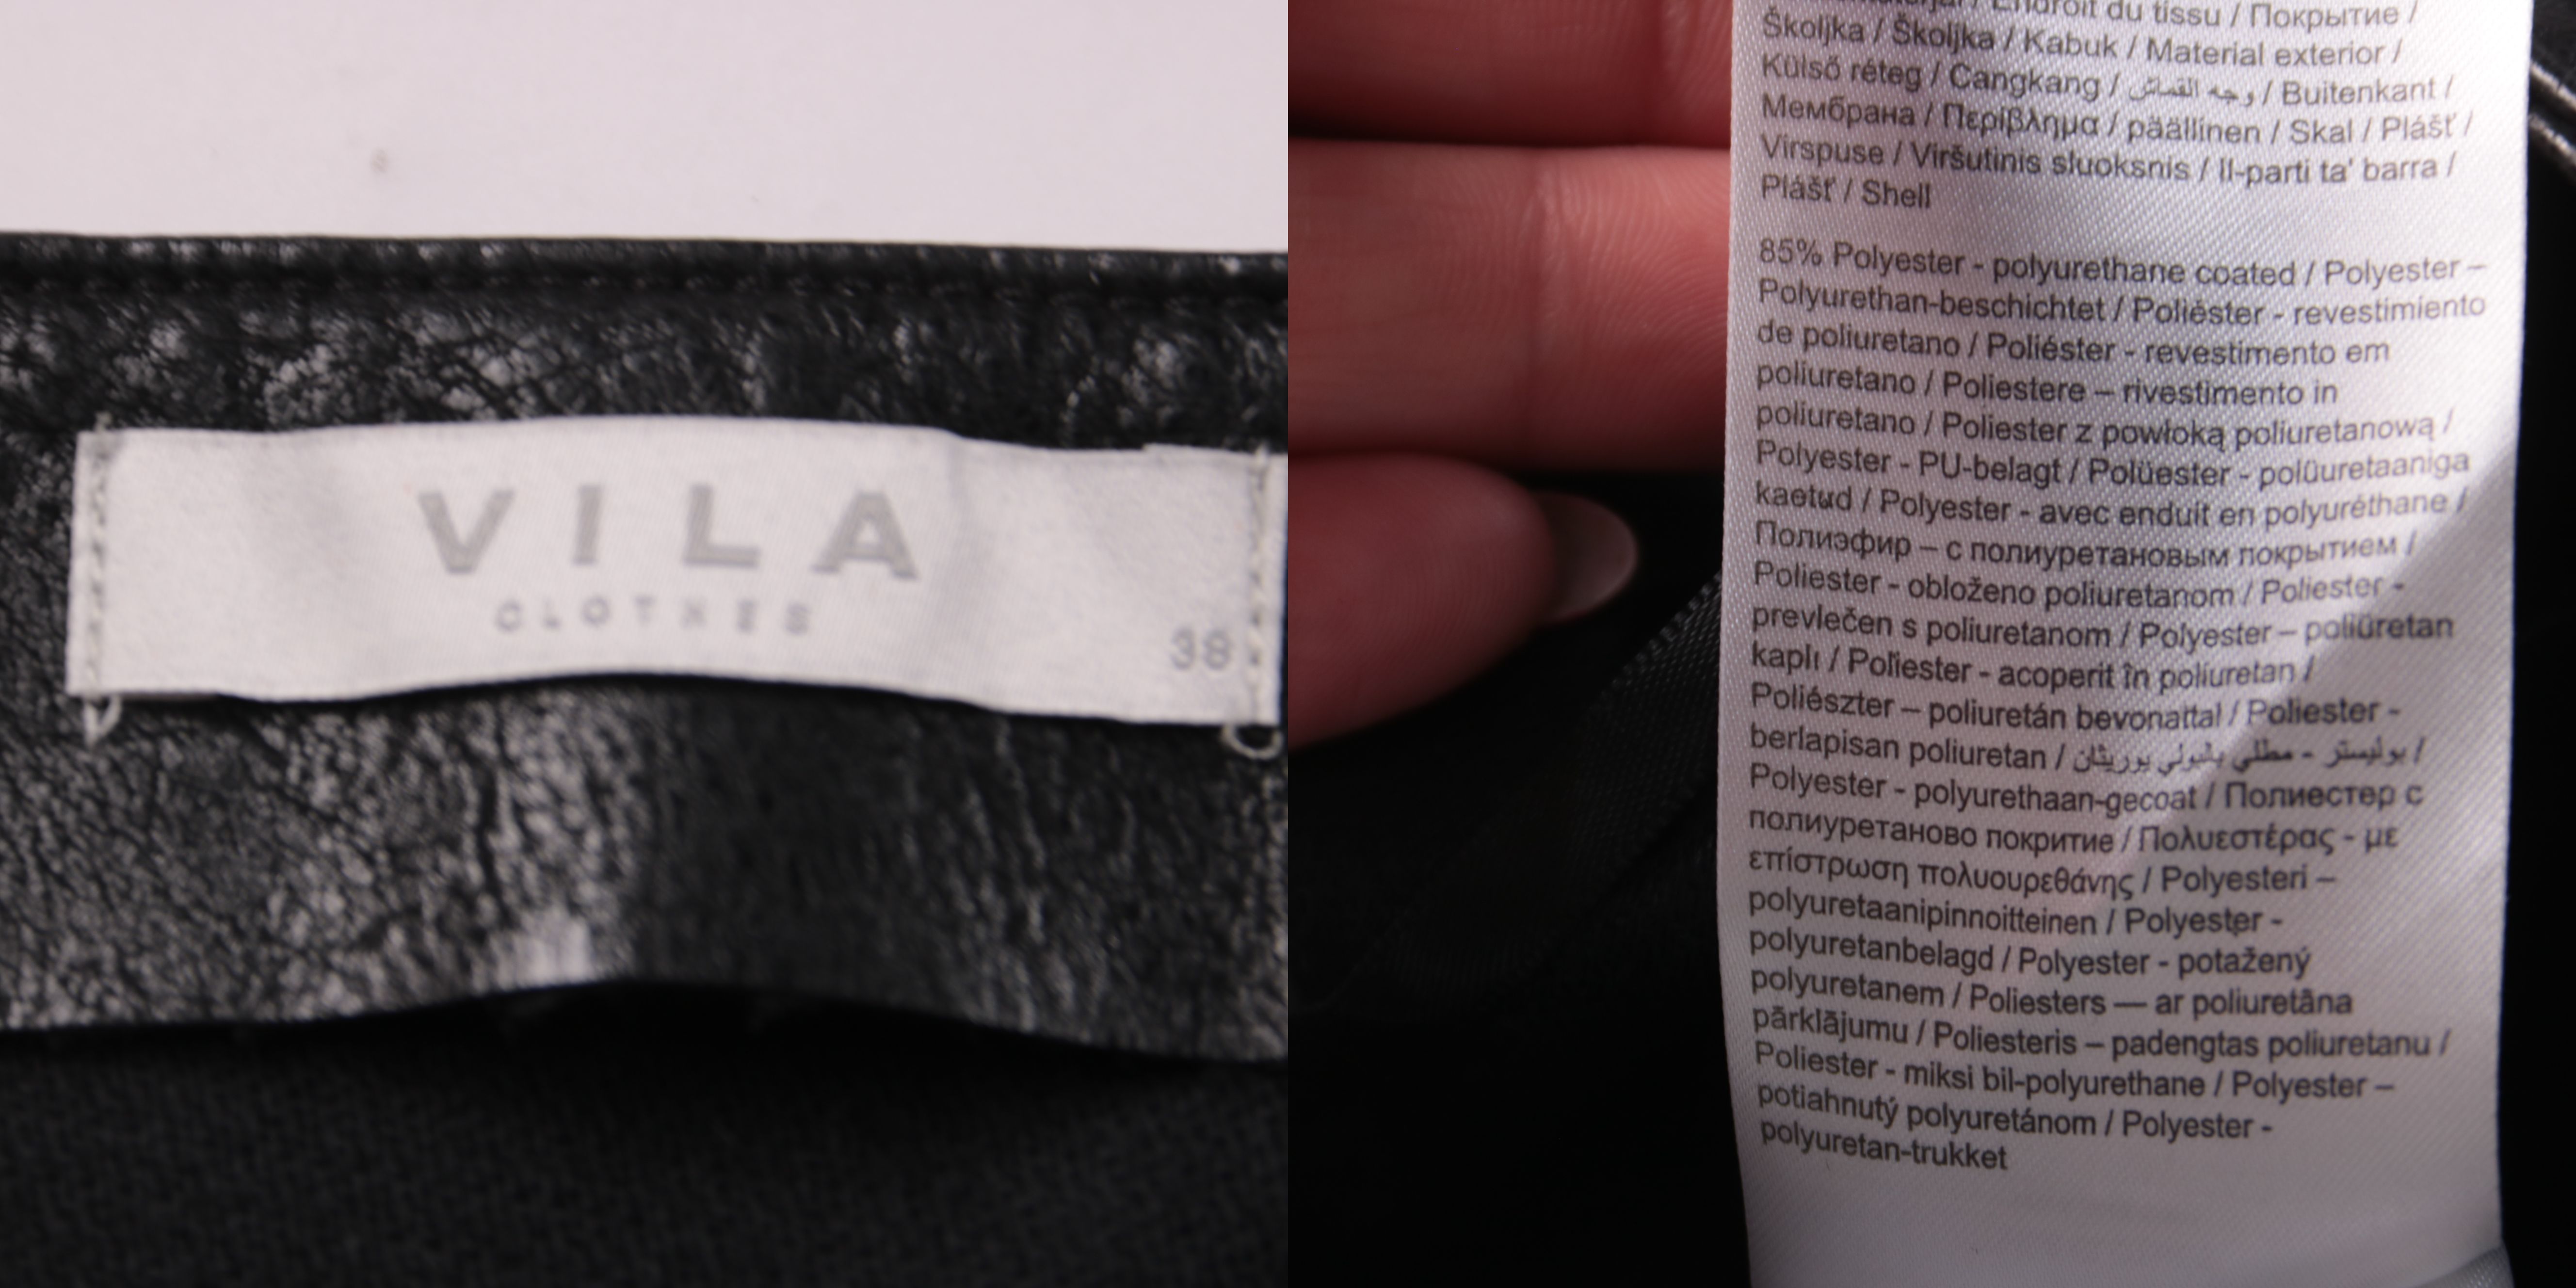 VILA
CLOTHES
38
Endroit du tissu / Покрытие /
Školjka / Školjka / Kabuk / Material exterior /
Külső réteg / Cangkang / وجه القماش / Buitenkant /
Мембрана / Περίβλημα / päällinen / Skal / Plášť /
Virspuse / Viršutinis sluoksnis / Il-parti ta' barra /
Plášť / Shell
85% Polyester - polyurethane coated / Polyester –
Polyurethan-beschichtet / Poliéster - revestimiento
de poliuretano / Poliéster - revestimento em
poliuretano / Poliestere – rivestimento in
poliuretano / Poliester z powłoką poliuretanową /
Polyester - PU-belagt / Polüester - polüuretaaniga
kaetud / Polyester - avec enduit en polyuréthane /
Полиэфир – с полиуретановым покрытием /
Poliester - obloženo poliuretanom / Poliester -
prevlečen s poliuretanom / Polyester – poliüretan
kaplı / Poliester - acoperit în poliuretan /
Poliészter – poliuretán bevonattal / Poliester -
berlapisan poliuretan / بوليستر - مطلي بالبولي يوريثان /
Polyester - polyurethaan-gecoat / Полиестер с
полиуретаново покритие / Πολυεστέρας - με
επίστρωση πολυουρεθάνης / Polyesteri –
polyuretaanipinnoitteinen / Polyester -
polyuretanbelagd / Polyester - potažený
polyuretanem / Poliesters — ar poliuretāna
pārklājumu / Poliesteris – padengtas poliuretanu /
Poliester - miksi bil-polyurethane / Polyester –
potiahnutý polyuretánom / Polyester -
polyuretan-trukket